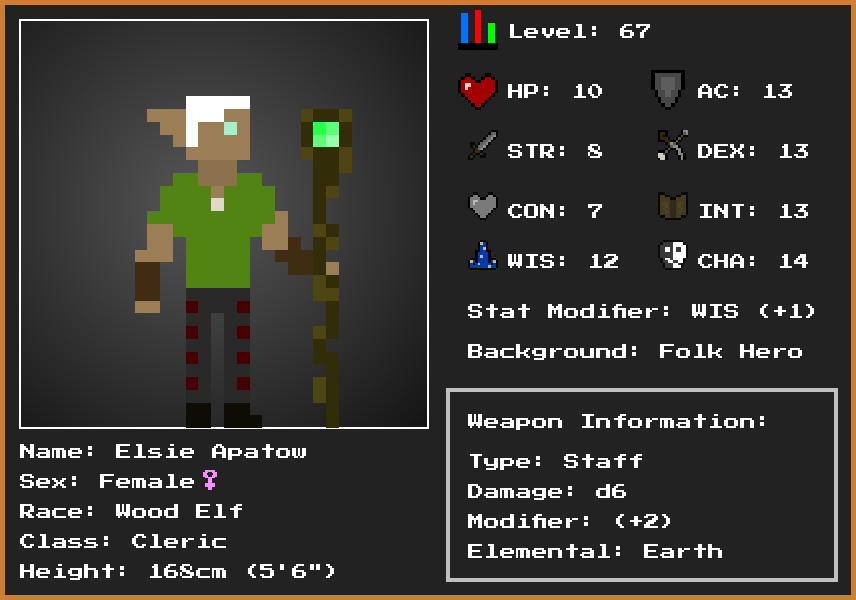 Level: 67
HP: 10 AC: 13
STR: 8 DEX: 13
CON: 7 INT: 13
WIS: 12 CHA: 14
Stat Modifier: WIS (+1)
Background: Folk Hero
Weapon Information:
Type: Staff
Damage: d6
Modifier: (+2)
Elemental: Earth
Name: Elsie Apatow
Sex: Female♀
Race: Wood Elf
Class: Cleric
Height: 168cm (5'6")